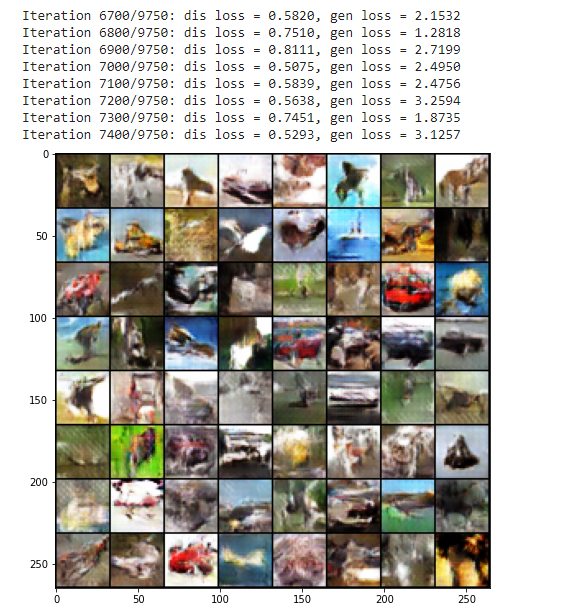 Iteration 6700/9750: dis loss = 0.5820, gen loss = 2.1532
Iteration 6800/9750: dis loss = 0.7510, gen loss = 1.2818
Iteration 6900/9750: dis loss = 0.8111, gen loss = 2.7199
Iteration 7000/9750: dis loss = 0.5075, gen loss = 2.4950
Iteration 7100/9750: dis loss = 0.5839, gen loss = 2.4756
Iteration 7200/9750: dis loss = 0.5638, gen loss = 3.2594
Iteration 7300/9750: dis loss = 0.7451, gen loss = 1.8735
Iteration 7400/9750: dis loss = 0.5293, gen loss = 3.1257
0
50
100
150
200
250
0 50 100 150 200 250